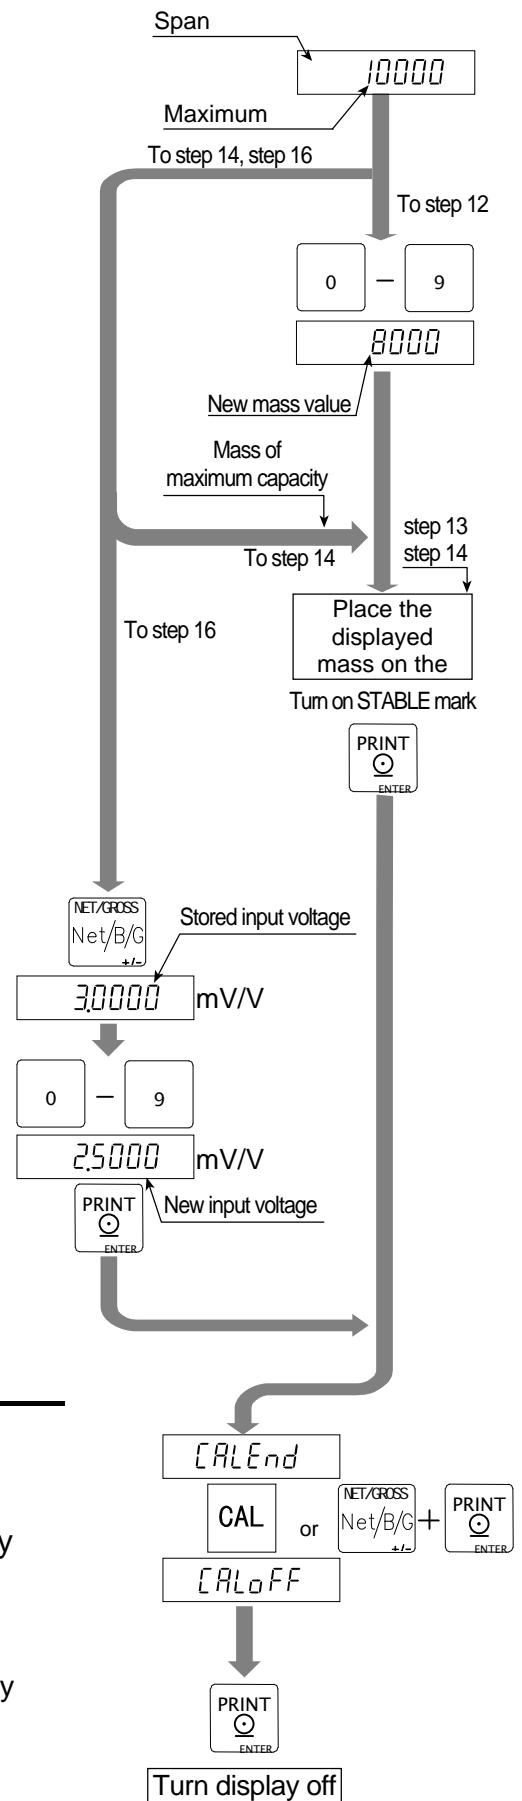 Span
10000
Maximum
To step 14, step 16
To step 12
0 – 9
8000
New mass value
Mass of
maximum capacity
step 13
To step 14
step 14
Place the
displayed
mass on the
To step 16
Turn on STABLE mark
PRINT
ENTER
NET/GROSS
Net/B/G
+/-
Stored input voltage
3.0000 mV/V
0 – 9
2.5000 mV/V
PRINT
ENTER
New input voltage
CALEnd
CAL or NET/GROSS Net/B/G +/- + PRINT ENTER
y
CALoFF
y
PRINT
ENTER
Turn display off